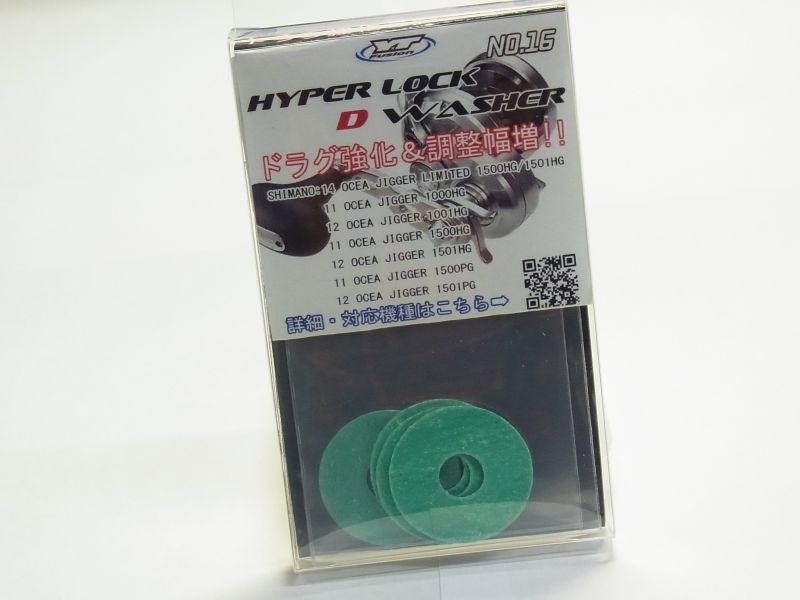 YT
Fusion
NO.16
HYPER LOCK
D WASHER
ドラグ強化＆調整幅増!!
SHIMANO:14 OCEA JIGGER LIMITED 1500HG/1501HG
11 OCEA JIGGER 1000HG
12 OCEA JIGGER 1001HG
11 OCEA JIGGER 1500HG
12 OCEA JIGGER 1501HG
11 OCEA JIGGER 1500PG
12 OCEA JIGGER 1501PG
詳細・対応機種はこちら⇒